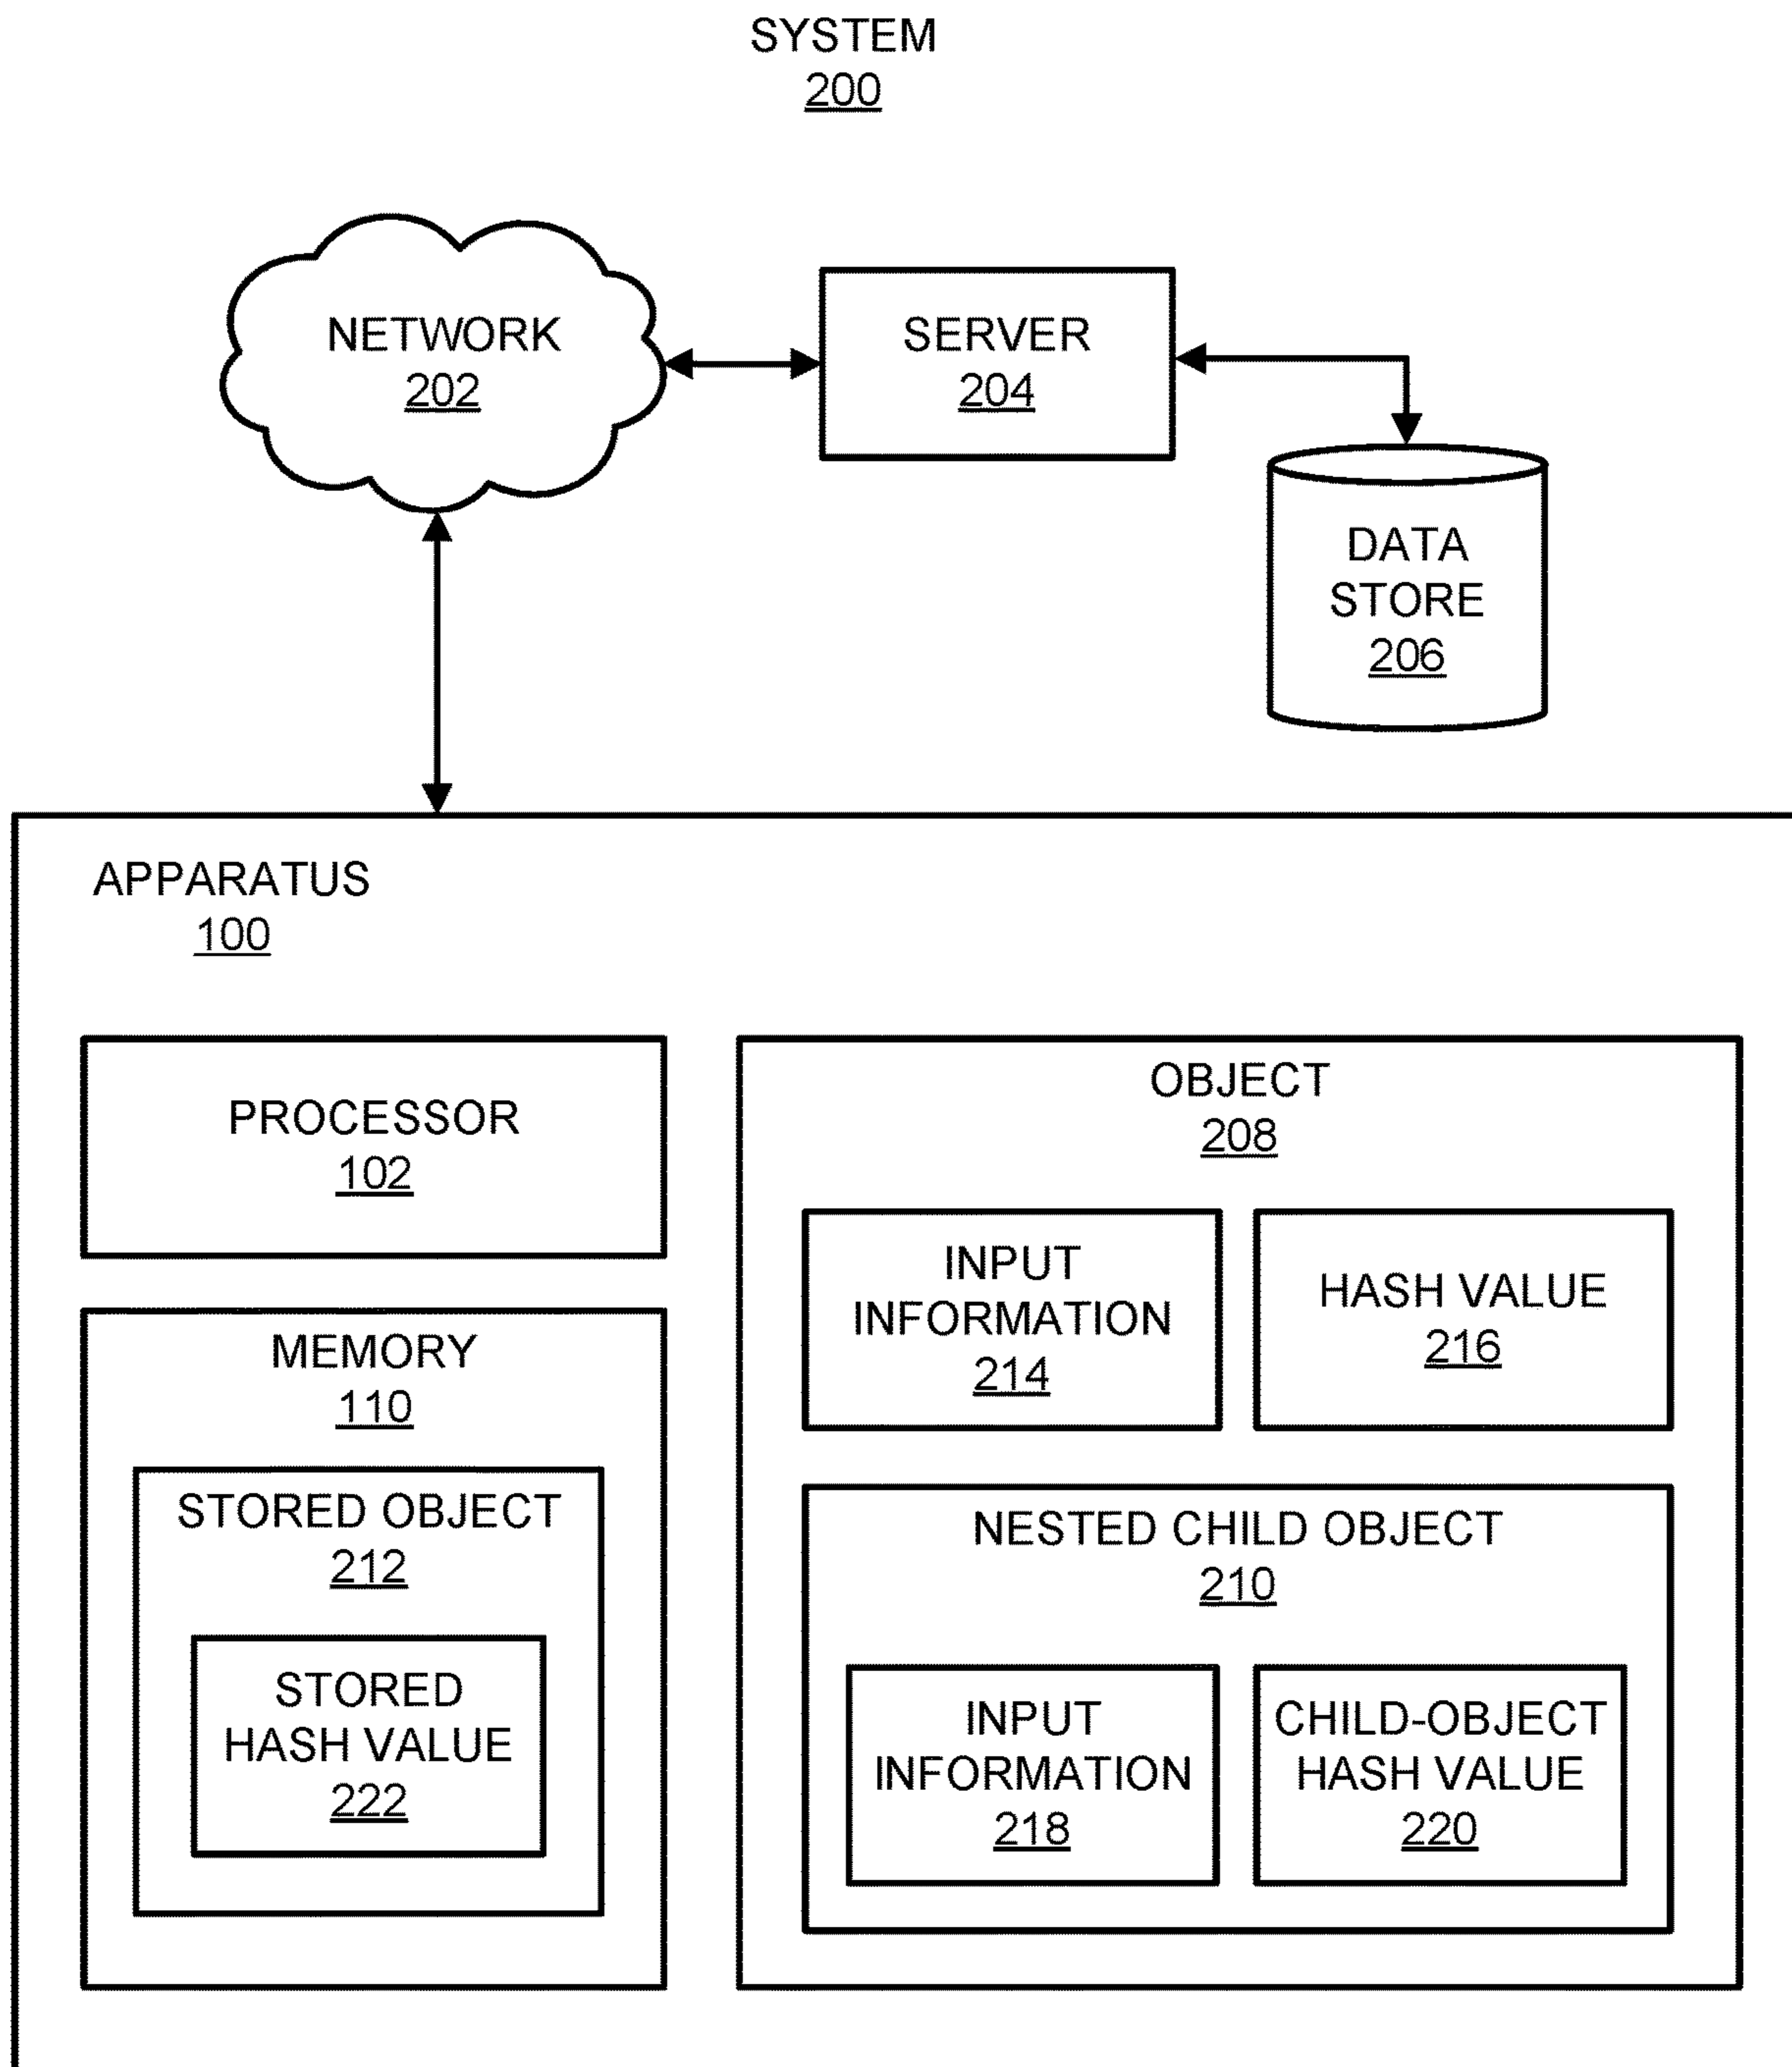 SYSTEM
200
NETWORK
202
SERVER
204
DATA
STORE
206
APPARATUS
100
PROCESSOR
102
MEMORY
110
STORED OBJECT
212
STORED
HASH VALUE
222
OBJECT
208
INPUT
INFORMATION
214
HASH VALUE
216
NESTED CHILD OBJECT
210
INPUT
INFORMATION
218
CHILD-OBJECT
HASH VALUE
220